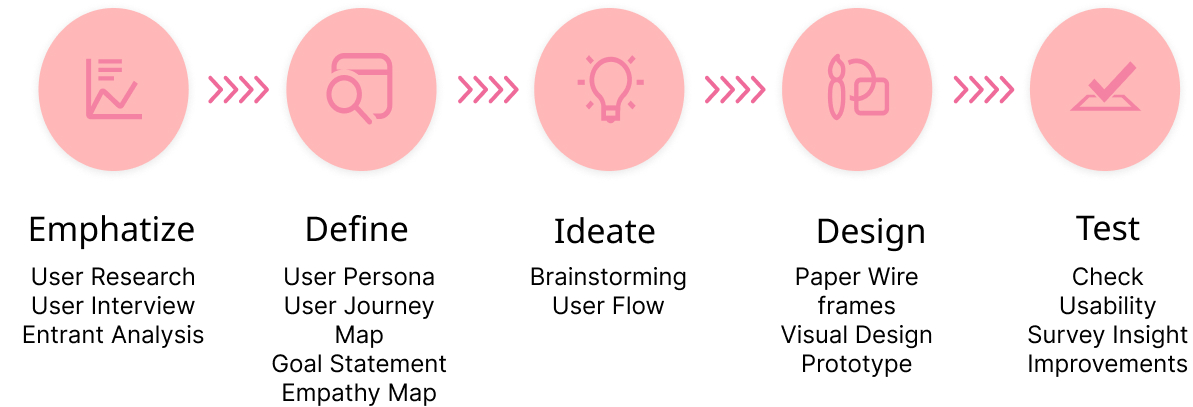 Emphatize
User Research
User Interview
Entrant Analysis
Define
User Persona
User Journey
Map
Goal Statement
Empathy Map
Ideate
Brainstorming
User Flow
Design
Paper Wire
frames
Visual Design
Prototype
Test
Check
Usability
Survey Insight
Improvements